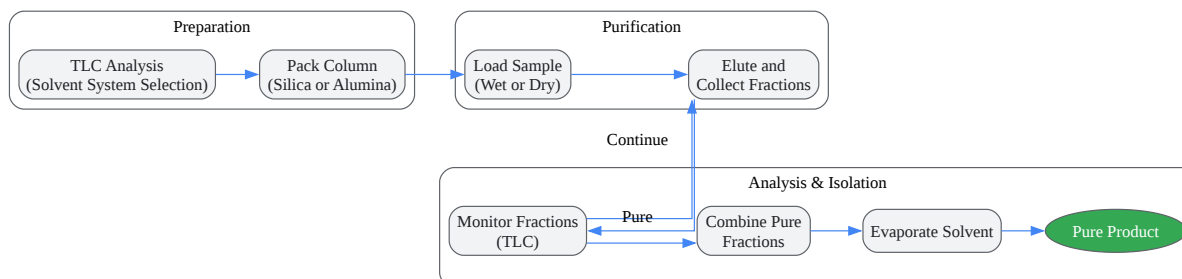 Preparation
TLC Analysis
(Solvent System Selection)
Pack Column
(Silica or Alumina)
Purification
Load Sample
(Wet or Dry)
Elute and
Collect Fractions
Continue
Analysis & Isolation
Monitor Fractions
(TLC)
Pure
Combine Pure
Fractions
Evaporate Solvent
Pure Product